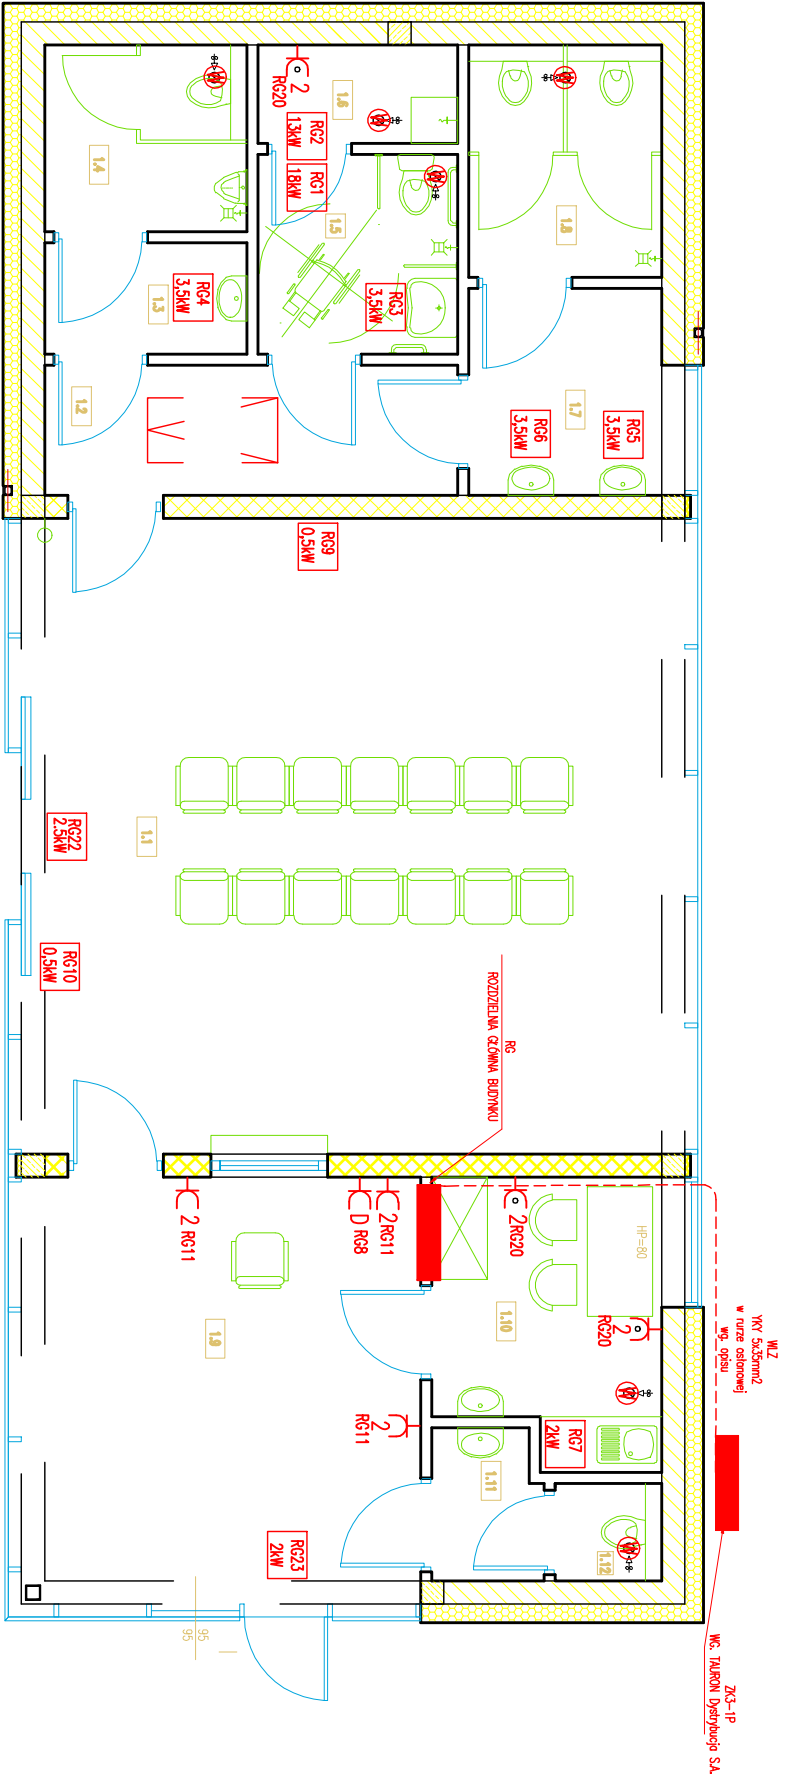 1.4
1.6
2
RG20
RG2
13kW
RG1
18kW
1.5
1.8
RG4
3,5kW
1.3
RG3
3,5kW
1.2
1.7
RG6
3,5kW
RG5
3,5kW
RG9
0,5kW
RG22
2.5kW
1.1
RG10
0,5kW
RG
ROZDZIELNIA GŁÓWNA BUDYNKU
2 RG11
D RG8
2 RG11
2 RG20
HP=80
1.9
1.10
2
RG20
WLZ
YKY 5x35mm2
w rurze osłonowej
wg. opisu
2
RG11
RG7
2kW
1.11
1.12
RG23
2kW
95
95
ZK3-1P
WG. TAURON Dystrybucja S.A.